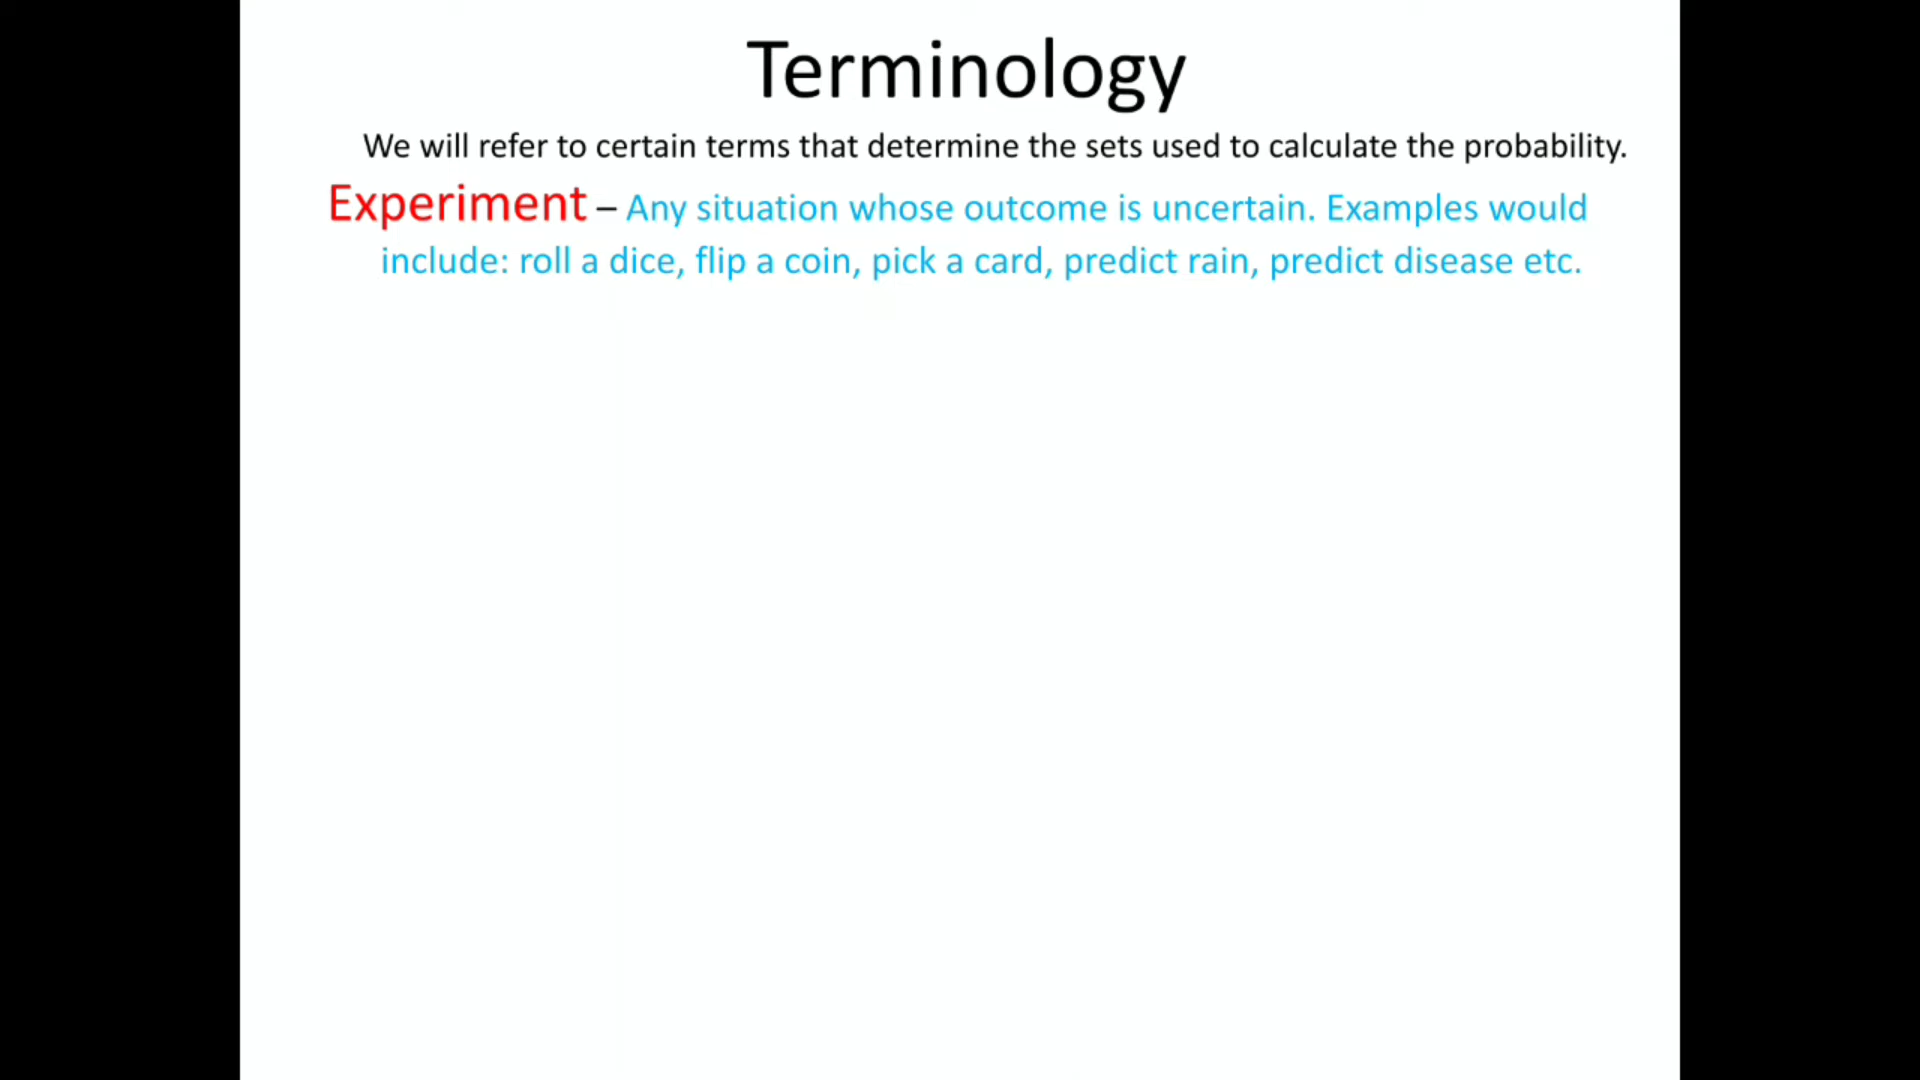 Terminology
We will refer to certain terms that determine the sets used to calculate the probability.
Experiment – Any situation whose outcome is uncertain. Examples would
include: roll a dice, flip a coin, pick a card, predict rain, predict disease etc.